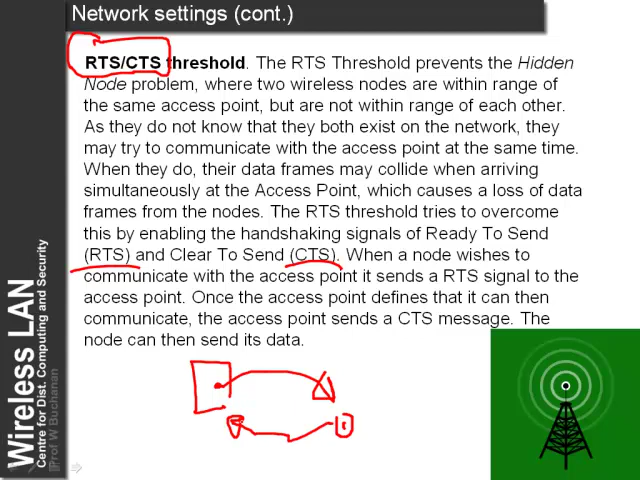 Network settings (cont.)
RTS/CTS threshold. The RTS Threshold prevents the Hidden
Node problem, where two wireless nodes are within range of
the same access point, but are not within range of each other.
As they do not know that they both exist on the network, they
may try to communicate with the access point at the same time.
When they do, their data frames may collide when arriving
simultaneously at the Access Point, which causes a loss of data
frames from the nodes. The RTS threshold tries to overcome
this by enabling the handshaking signals of Ready To Send
(RTS) and Clear To Send (CTS). When a node wishes to
communicate with the access point it sends a RTS signal to the
access point. Once the access point defines that it can then
communicate, the access point sends a CTS message. The
node can then send its data.
Wireless LAN
Centre for Dist. Computing and Security
Prof W Buchanan